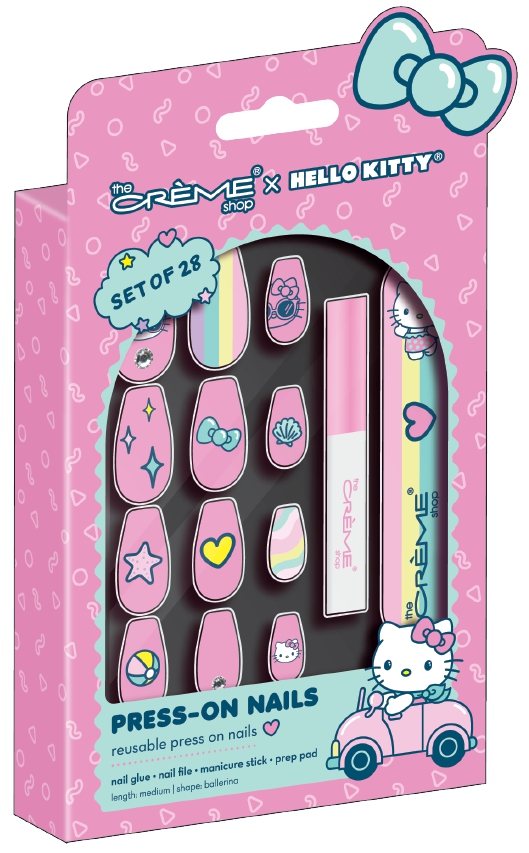 the CRÈME shop® x HELLO KITTY®
SET OF 28
the CRÈME shop®
the CRÈME shop®
PRESS-ON NAILS
reusable press on nails
nail glue • nail file • manicure stick • prep pad
length: medium | shape: ballerina